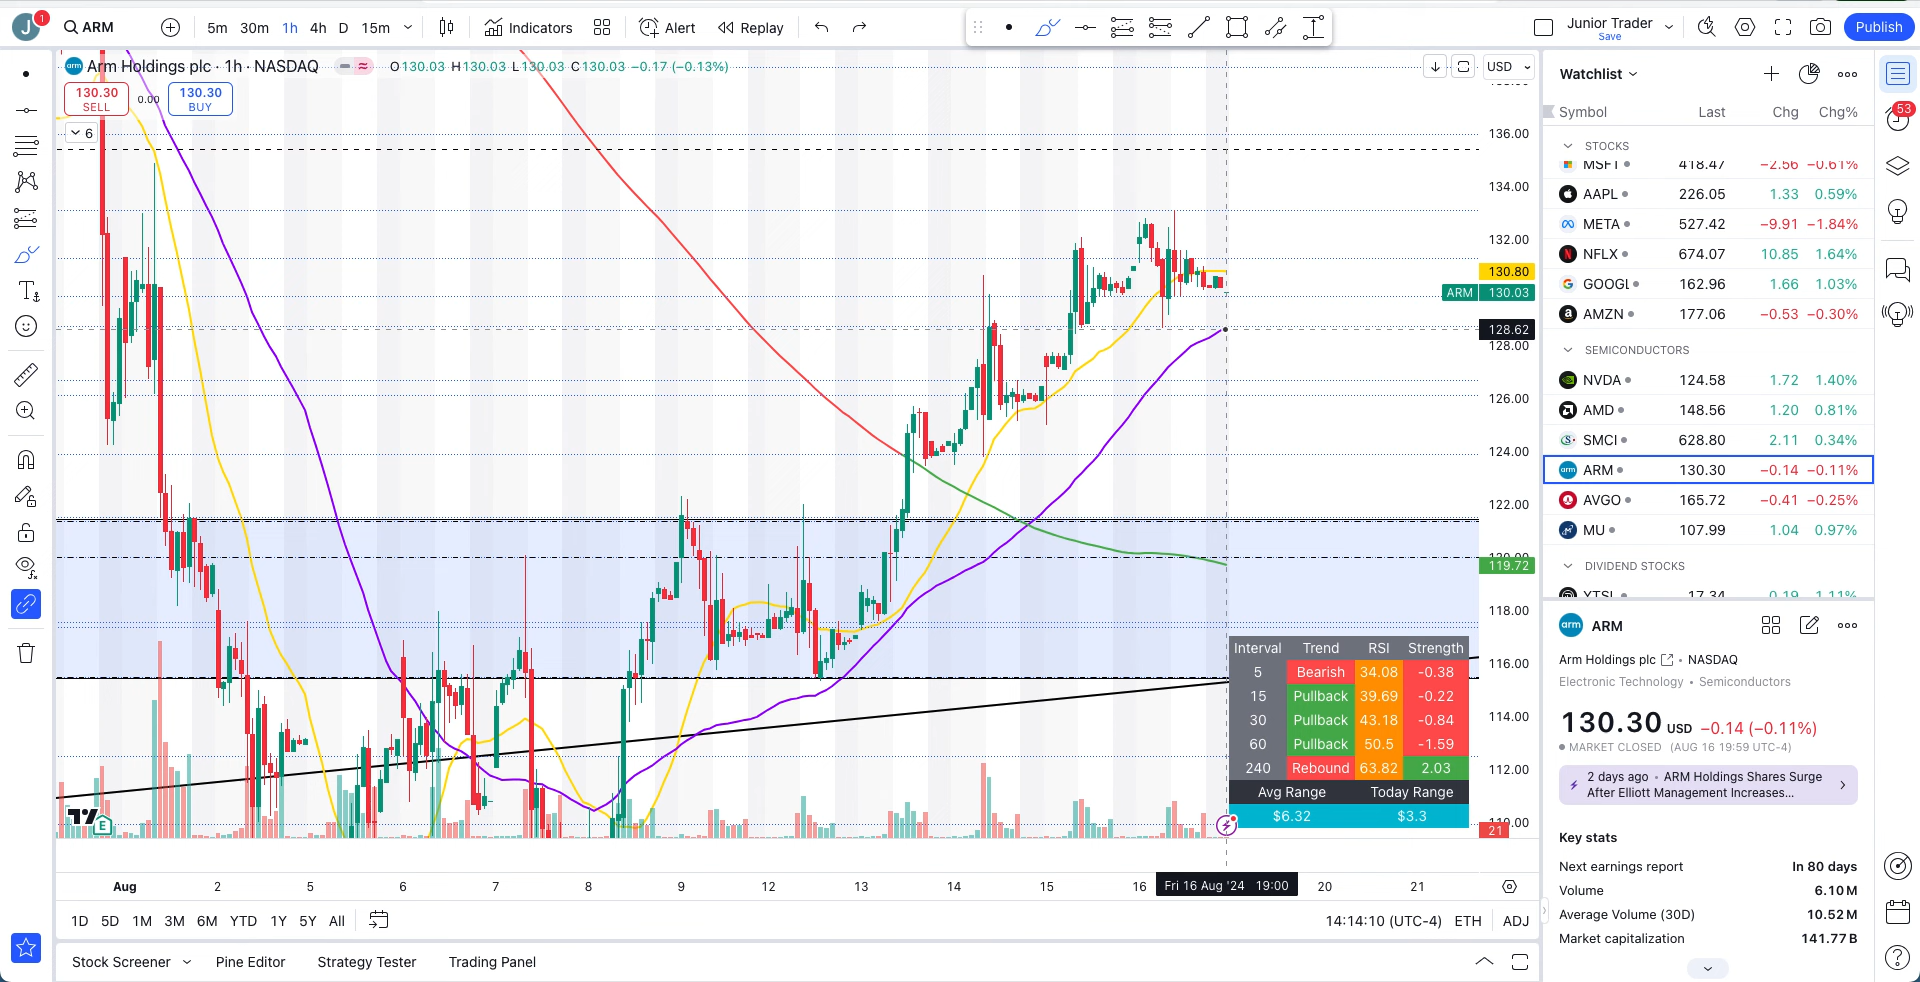 J 1 ARM 5m 30m 1h 4h D 15m Indicators Alert Replay Junior Trader Save Publish
arm Arm Holdings plc · 1h · NASDAQ O130.03 H130.03 L130.03 C130.03 −0.17 (−0.13%) USD
130.30 SELL 0.00 130.30 BUY
6
136.00
134.00
132.00
130.80
ARM 130.03
128.62
128.00
126.00
124.00
122.00
119.72
118.00
116.00
114.00
112.00
110.00
21
Interval Trend RSI Strength
5 Bearish 34.08 -0.38
15 Pullback 39.69 -0.22
30 Pullback 43.18 -0.84
60 Pullback 50.5 -1.59
240 Rebound 63.82 2.03
Avg Range Today Range
$6.32 $3.3
E
Aug 2 5 6 7 8 9 12 13 14 15 16 Fri 16 Aug '24 19:00 20 21
1D 5D 1M 3M 6M YTD 1Y 5Y All 14:14:10 (UTC-4) ETH ADJ
Stock Screener Pine Editor Strategy Tester Trading Panel
Watchlist
Symbol Last Chg Chg%
STOCKS
MSFT 418.47 −2.56 −0.61%
AAPL 226.05 1.33 0.59%
META 527.42 −9.91 −1.84%
NFLX 674.07 10.85 1.64%
GOOGL 162.96 1.66 1.03%
AMZN 177.06 −0.53 −0.30%
SEMICONDUCTORS
NVDA 124.58 1.72 1.40%
AMD 148.56 1.20 0.81%
SMCI 628.80 2.11 0.34%
arm ARM 130.30 −0.14 −0.11%
AVGO 165.72 −0.41 −0.25%
MU 107.99 1.04 0.97%
DIVIDEND STOCKS
17.34 0.19 1.11%
arm ARM
Arm Holdings plc • NASDAQ
Electronic Technology • Semiconductors
130.30 USD −0.14 (−0.11%)
MARKET CLOSED (AUG 16 19:59 UTC-4)
2 days ago • ARM Holdings Shares Surge
After Elliott Management Increases...
Key stats
Next earnings report In 80 days
Volume 6.10M
Average Volume (30D) 10.52M
Market capitalization 141.77B
53